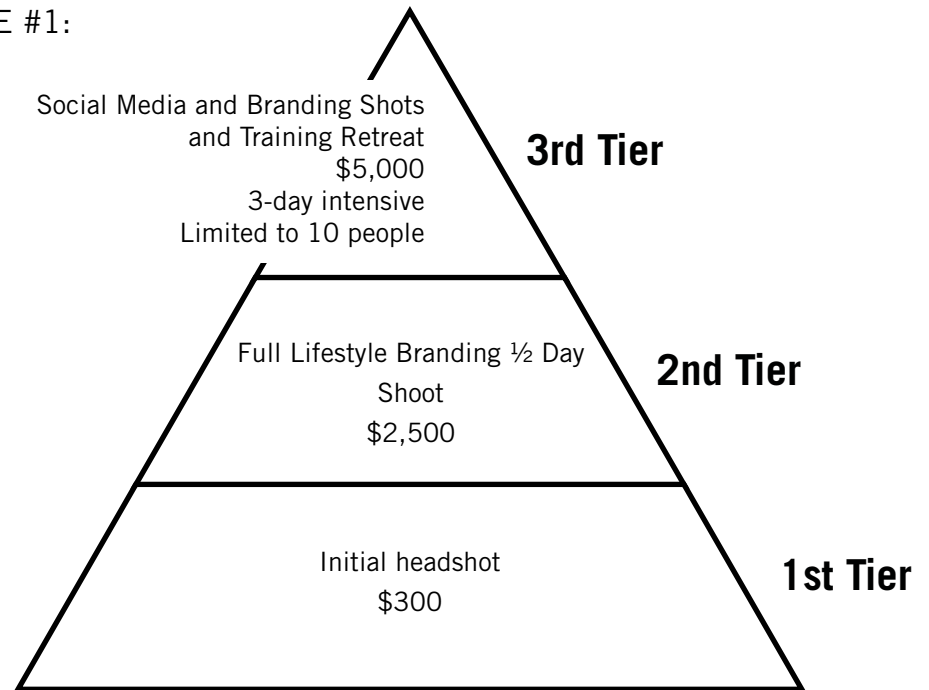 E #1:
Social Media and Branding Shots
and Training Retreat
$5,000
3-day intensive
Limited to 10 people
3rd Tier
Full Lifestyle Branding ½ Day
Shoot
$2,500
2nd Tier
Initial headshot
$300
1st Tier